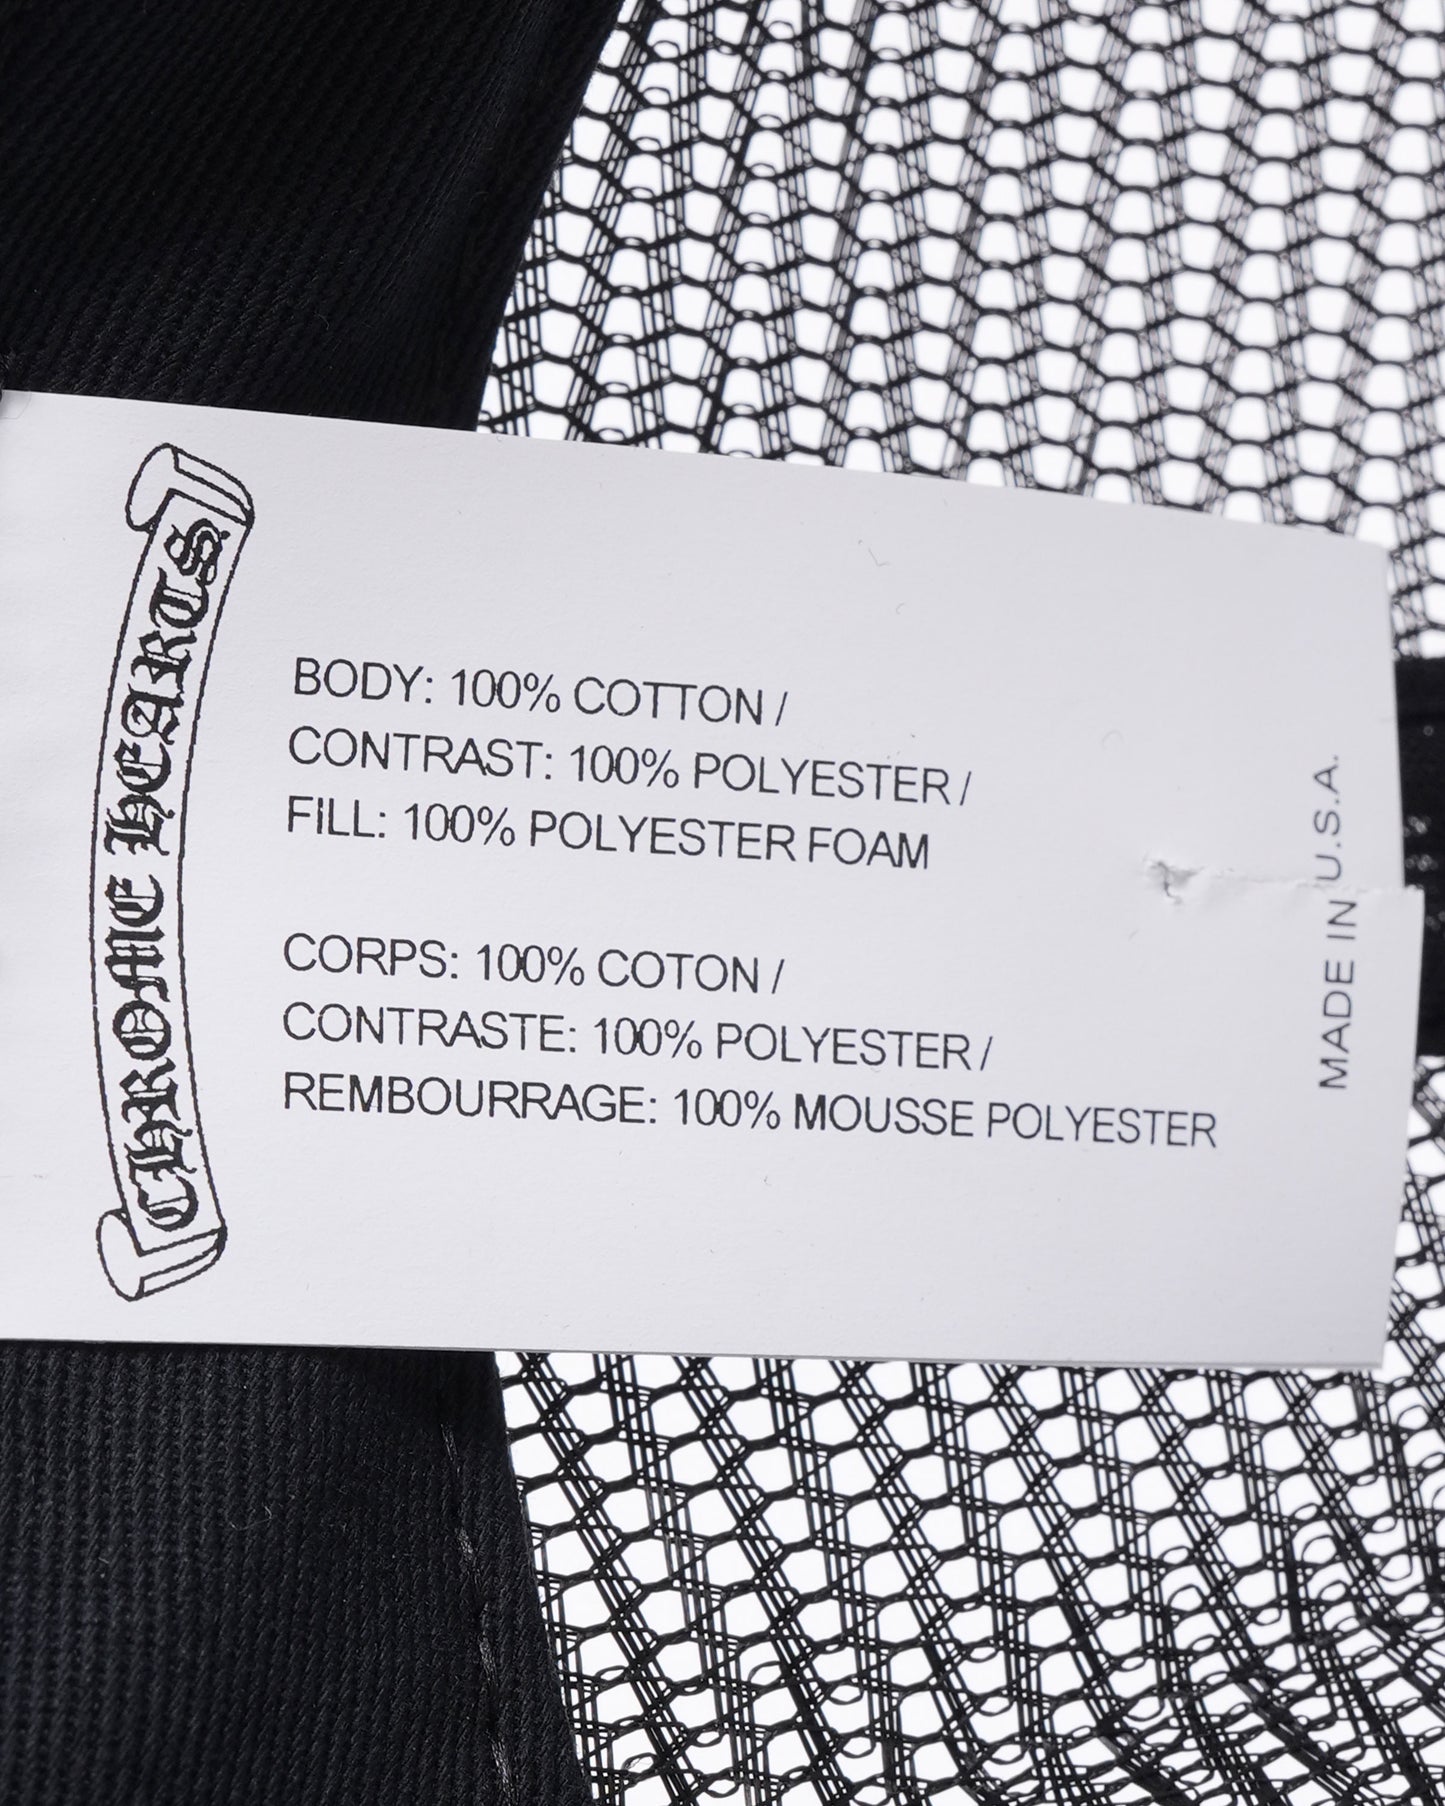 CHROME HEARTS
BODY: 100% COTTON /
CONTRAST: 100% POLYESTER /
FILL: 100% POLYESTER FOAM
CORPS: 100% COTON /
CONTRASTE: 100% POLYESTER /
REMBOURRAGE: 100% MOUSSE POLYESTER
MADE IN U.S.A.